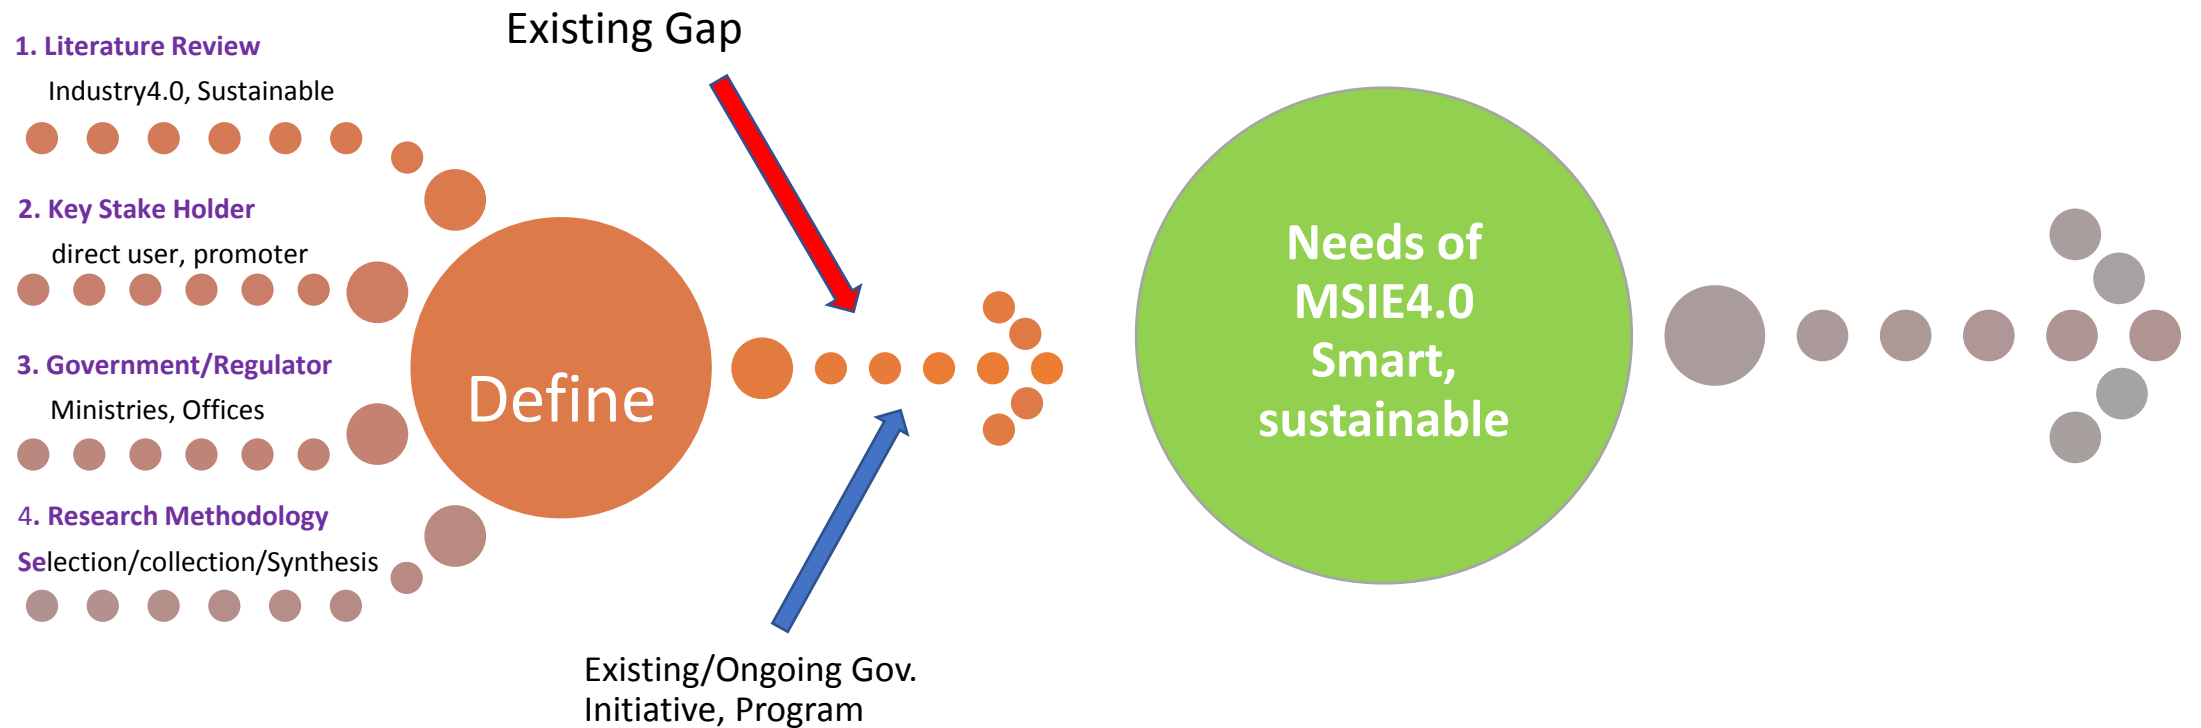 Existing Gap
1. Literature Review
Industry4.0, Sustainable
2. Key Stake Holder
direct user, promoter
3. Government/Regulator
Ministries, Offices
4. Research Methodology
Selection/collection/Synthesis
Define
Existing/Ongoing Gov.
Initiative, Program
Needs of
MSIE4.0
Smart,
sustainable